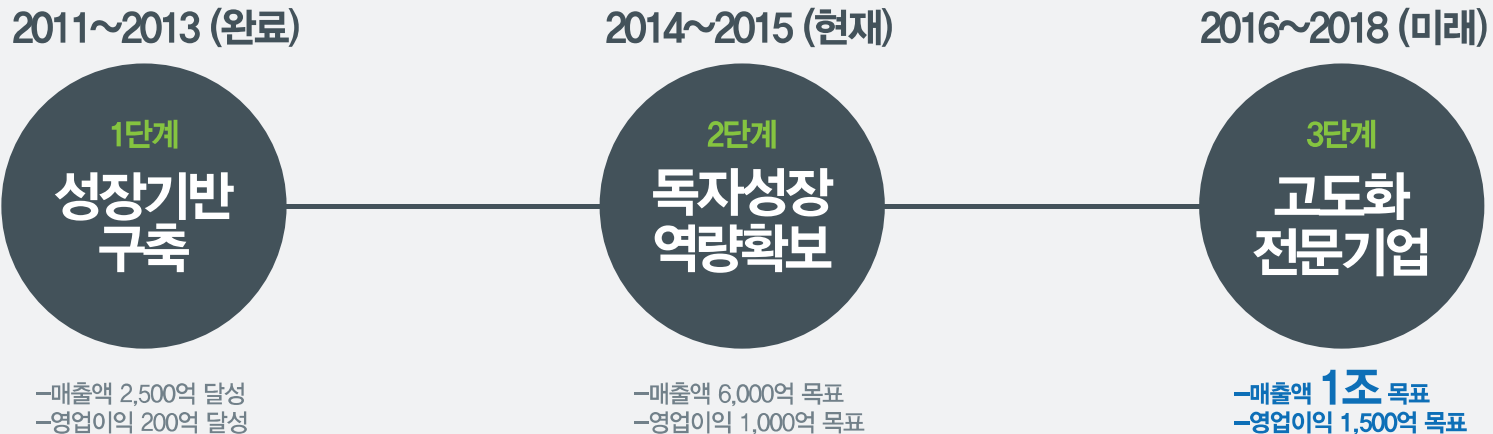 2011~2013 (완료)
1단계
성장기반
구축
-매출액 2,500억 달성
-영업이익 200억 달성
2014~2015 (현재)
2단계
독자성장
역량확보
-매출액 6,000억 목표
-영업이익 1,000억 목표
2016~2018 (미래)
3단계
고도화
전문기업
-매출액 1조 목표
-영업이익 1,500억 목표